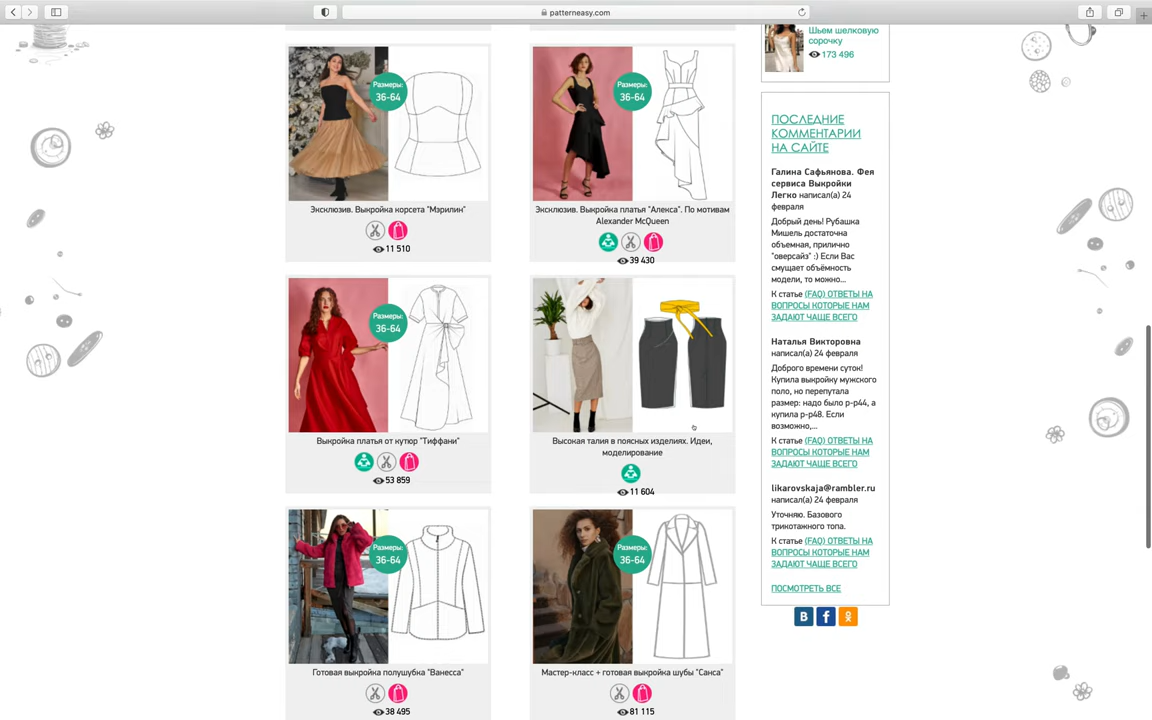 patterneasy.com
Шьем шелковую
сорочку
173 496
Размеры:
36-64
Размеры:
36-64
Эксклюзив. Выкройка корсета "Мэрилин"
11 510
Эксклюзив. Выкройка платья "Алекса". По мотивам
Alexander McQueen
39 430
Размеры:
36-64
Выкройка платья от кутюр "Тиффани"
53 859
Высокая талия в поясных изделиях. Идеи,
моделирование
11 604
Размеры:
36-64
Размеры:
36-64
Готовая выкройка полушубка "Ванесса"
38 495
Мастер-класс + готовая выкройка шубы "Санса"
81 115
ПОСЛЕДНИЕ
КОММЕНТАРИИ
НА САЙТЕ
Галина Сафьянова. Фея
сервиса Выкройки
Легко написал(а) 24
февраля
Добрый день! Рубашка
Мишель достаточна
объемная, прилично
"оверсайз" :) Если Вас
смущает объёмность
модели, то можно...
К статье (FAQ) ОТВЕТЫ НА
ВОПРОСЫ КОТОРЫЕ НАМ
ЗАДАЮТ ЧАЩЕ ВСЕГО
Наталья Викторовна
написал(а) 24 февраля
Доброго времени суток!
Купила выкройку мужского
поло, но перепутала
размер: надо было р-р44, а
купила р-р48. Если
возможно,...
К статье (FAQ) ОТВЕТЫ НА
ВОПРОСЫ КОТОРЫЕ НАМ
ЗАДАЮТ ЧАЩЕ ВСЕГО
likarovskaja@rambler.ru
написал(а) 24 февраля
Уточняю. Базового
трикотажного топа.
К статье (FAQ) ОТВЕТЫ НА
ВОПРОСЫ КОТОРЫЕ НАМ
ЗАДАЮТ ЧАЩЕ ВСЕГО
ПОСМОТРЕТЬ ВСЕ